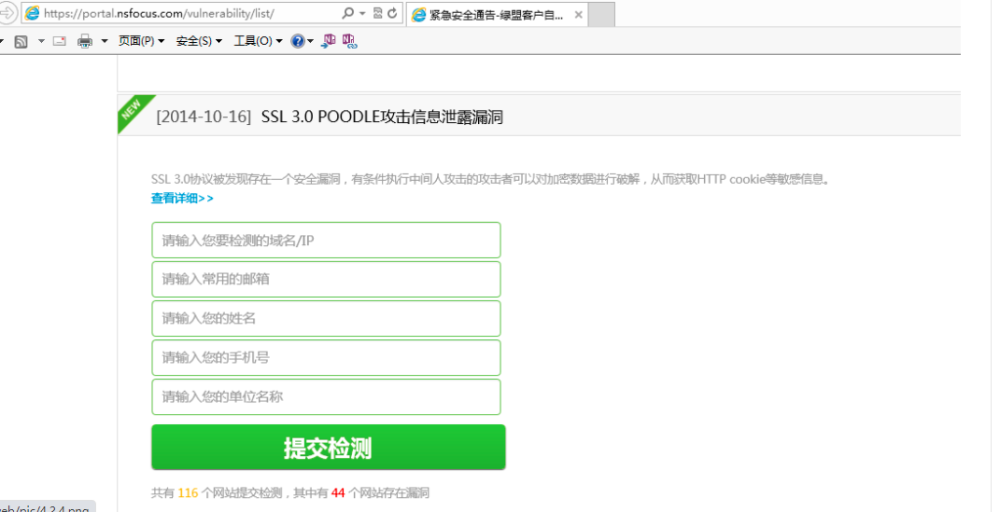 https://portal.nsfocus.com/vulnerability/list/
紧急安全通告-绿盟客户自...
页面(P) 安全(S) 工具(O)
NEW
[2014-10-16] SSL 3.0 POODLE攻击信息泄露漏洞
SSL 3.0协议被发现存在一个安全漏洞，有条件执行中间人攻击的攻击者可以对加密数据进行破解，从而获取HTTP cookie等敏感信息。
查看详细>>
请输入您要检测的域名/IP
请输入常用的邮箱
请输入您的姓名
请输入您的手机号
请输入您的单位名称
提交检测
共有 116 个网站提交检测，其中有 44 个网站存在漏洞
eb/pic/4.2.4.png